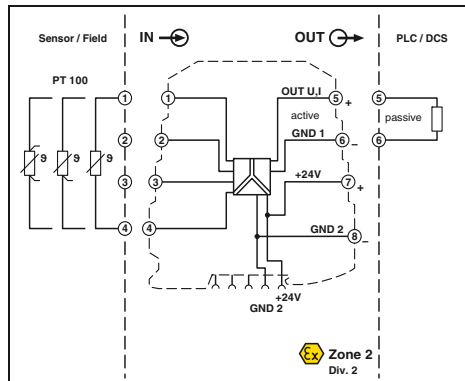 Sensor / Field
IN
OUT
PLC / DCS
PT 100
OUT U,I
1
1
5
+
5
active
passive
ϑ
ϑ
ϑ
2
2
GND 1
6
–
6
3
3
+24V
7
+
4
4
GND 2
8
–
+24V
GND 2
Ex
Zone 2
Div. 2